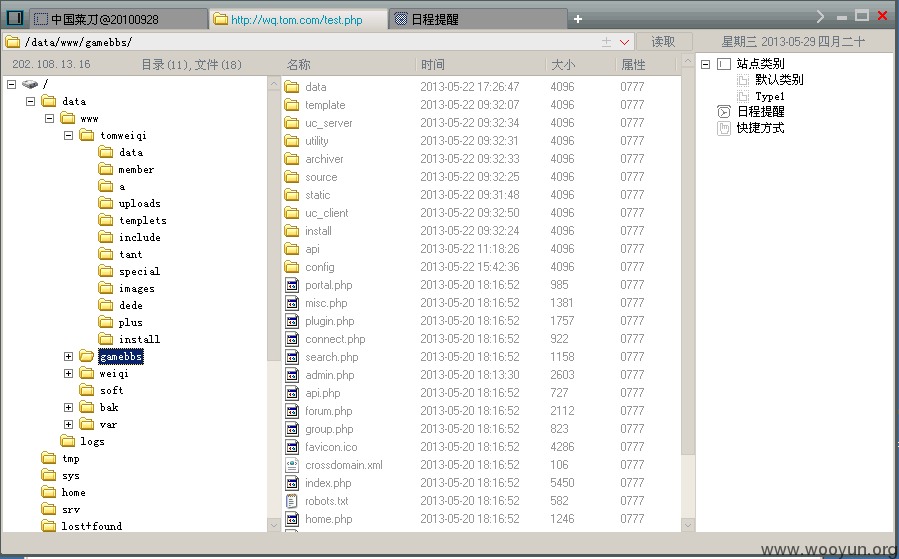 中国菜刀@20100928
http://wq.tom.com/test.php
日程提醒
/data/www/gamebbs/
读取
星期三 2013-05-29 四月二十
202.108.13.16
目录(11),文件(18)
名称 时间 大小 属性
/
data
www
tomweiqi
data
member
a
uploads
templets
include
tant
special
images
dede
plus
install
gamebbs
weiqi
soft
bak
var
logs
tmp
sys
home
srv
lost+found
data 2013-05-22 17:26:47 4096 0777
template 2013-05-22 09:32:07 4096 0777
uc_server 2013-05-22 09:32:34 4096 0777
utility 2013-05-22 09:32:31 4096 0777
archiver 2013-05-22 09:32:33 4096 0777
source 2013-05-22 09:32:25 4096 0777
static 2013-05-22 09:31:48 4096 0777
uc_client 2013-05-22 09:32:50 4096 0777
install 2013-05-22 09:32:24 4096 0777
api 2013-05-22 11:18:26 4096 0777
config 2013-05-22 15:42:36 4096 0777
portal.php 2013-05-20 18:16:52 985 0777
misc.php 2013-05-20 18:16:52 1381 0777
plugin.php 2013-05-20 18:16:52 1757 0777
connect.php 2013-05-20 18:16:52 922 0777
search.php 2013-05-20 18:16:52 1158 0777
admin.php 2013-05-20 18:13:30 2603 0777
api.php 2013-05-20 18:16:52 727 0777
forum.php 2013-05-20 18:16:52 2112 0777
group.php 2013-05-20 18:16:52 823 0777
favicon.ico 2013-05-20 18:16:52 4286 0777
crossdomain.xml 2013-05-20 18:16:52 106 0777
index.php 2013-05-20 18:16:52 5450 0777
robots.txt 2013-05-20 18:16:52 582 0777
home.php 2013-05-20 18:16:52 1246 0777
站点类别
默认类别
Type1
日程提醒
快捷方式
www.wooyun.org